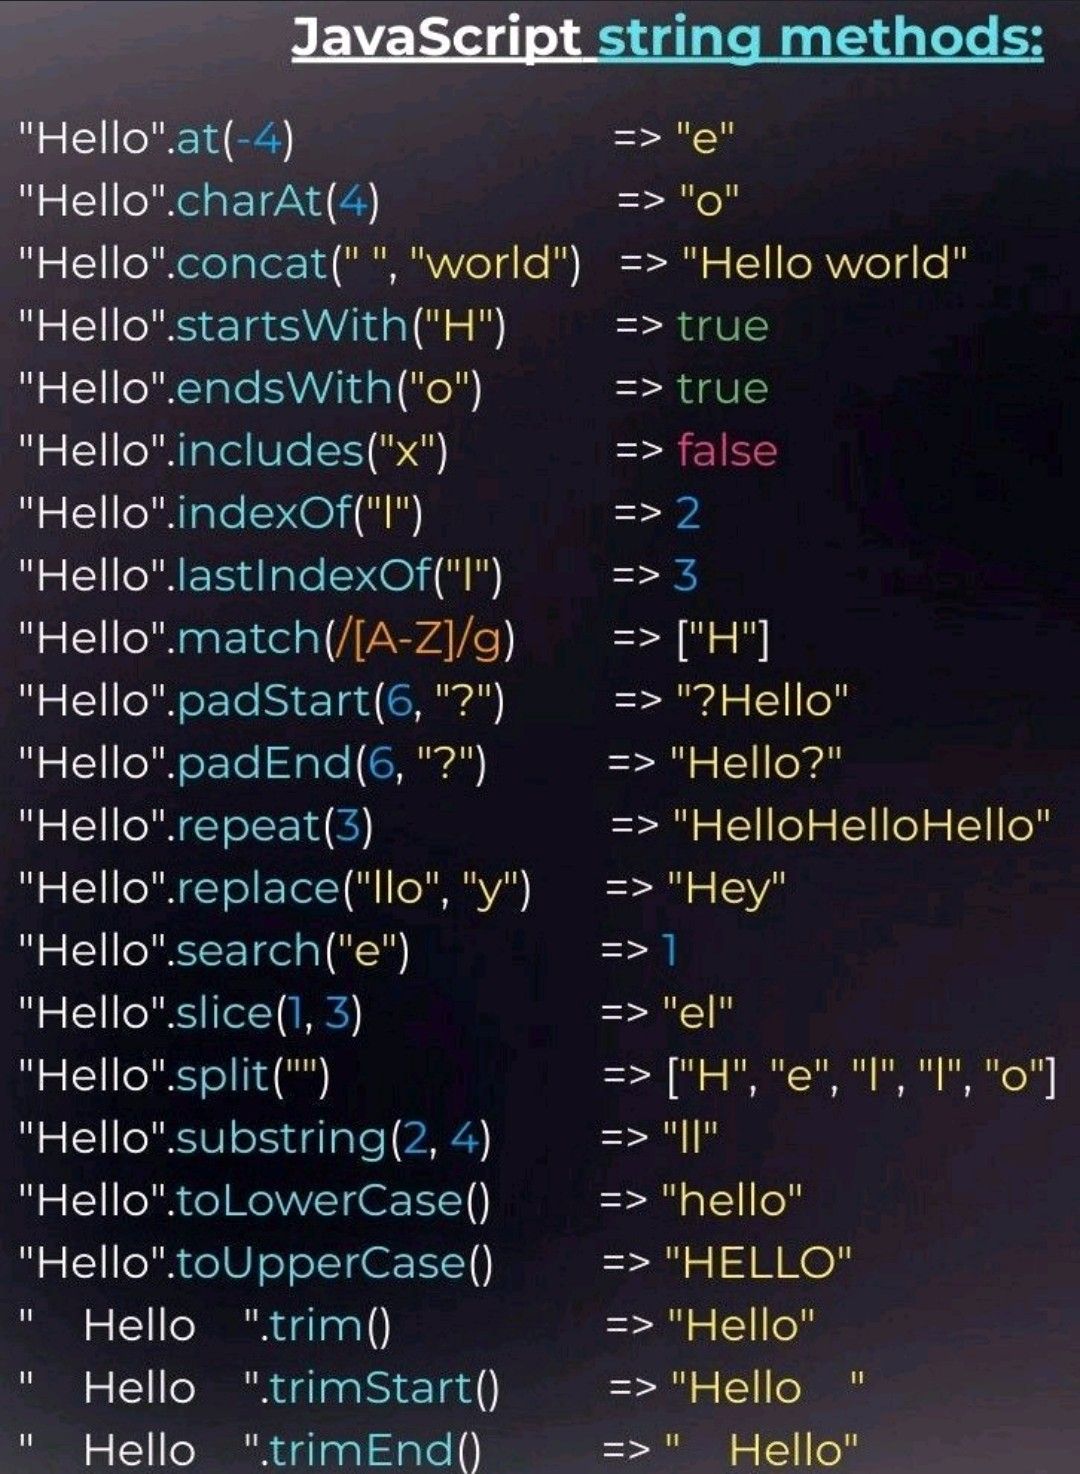 JavaScript string methods:
"Hello".at(-4) => "e"
"Hello".charAt(4) => "o"
"Hello".concat(" ", "world") => "Hello world"
"Hello".startsWith("H") => true
"Hello".endsWith("o") => true
"Hello".includes("x") => false
"Hello".indexOf("l") => 2
"Hello".lastIndexOf("l") => 3
"Hello".match(/[A-Z]/g) => ["H"]
"Hello".padStart(6, "?") => "?Hello"
"Hello".padEnd(6, "?") => "Hello?"
"Hello".repeat(3) => "HelloHelloHello"
"Hello".replace("llo", "y") => "Hey"
"Hello".search("e") => 1
"Hello".slice(1, 3) => "el"
"Hello".split("") => ["H", "e", "l", "l", "o"]
"Hello".substring(2, 4) => "ll"
"Hello".toLowerCase() => "hello"
"Hello".toUpperCase() => "HELLO"
"   Hello   ".trim() => "Hello"
"   Hello   ".trimStart() => "Hello   "
"   Hello   ".trimEnd() => "   Hello"